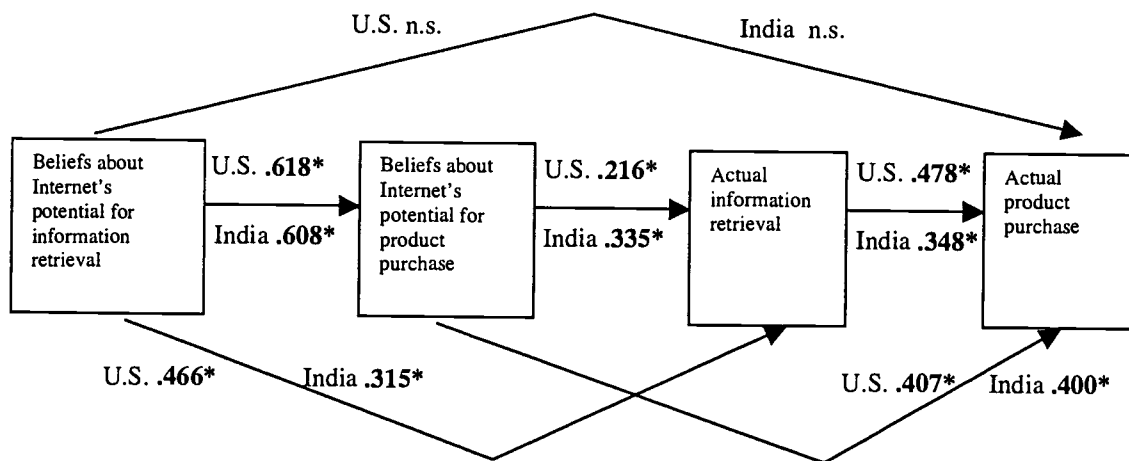 U.S. n.s.
India n.s.
Beliefs about
Internet's
potential for
information
retrieval
U.S. .618*
India .608*
Beliefs about
Internet's
potential for
product
purchase
U.S. .216*
India .335*
Actual
information
retrieval
U.S. .478*
India .348*
Actual
product
purchase
U.S. .466*
India .315*
U.S. .407*
India .400*